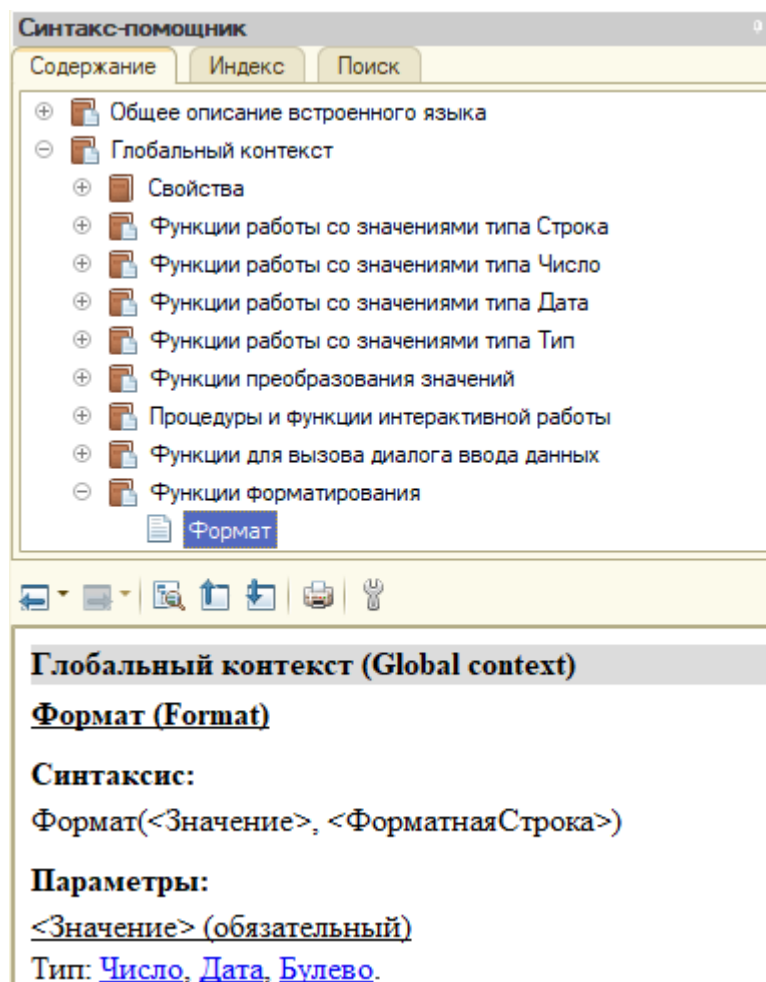 Синтакс-помощник
Содержание Индекс Поиск
Общее описание встроенного языка
Глобальный контекст
Свойства
Функции работы со значениями типа Строка
Функции работы со значениями типа Число
Функции работы со значениями типа Дата
Функции работы со значениями типа Тип
Функции преобразования значений
Процедуры и функции интерактивной работы
Функции для вызова диалога ввода данных
Функции форматирования
Формат
Глобальный контекст (Global context)
Формат (Format)
Синтаксис:
Формат(<Значение>, <ФорматнаяСтрока>)
Параметры:
<Значение> (обязательный)
Тип: Число, Дата, Булево.